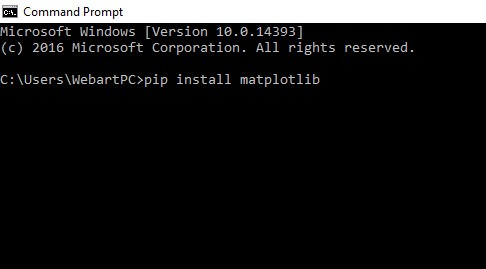 Command Prompt
Microsoft Windows [Version 10.0.14393]
(c) 2016 Microsoft Corporation. All rights reserved.
C:\Users\WebartPC>pip install matplotlib